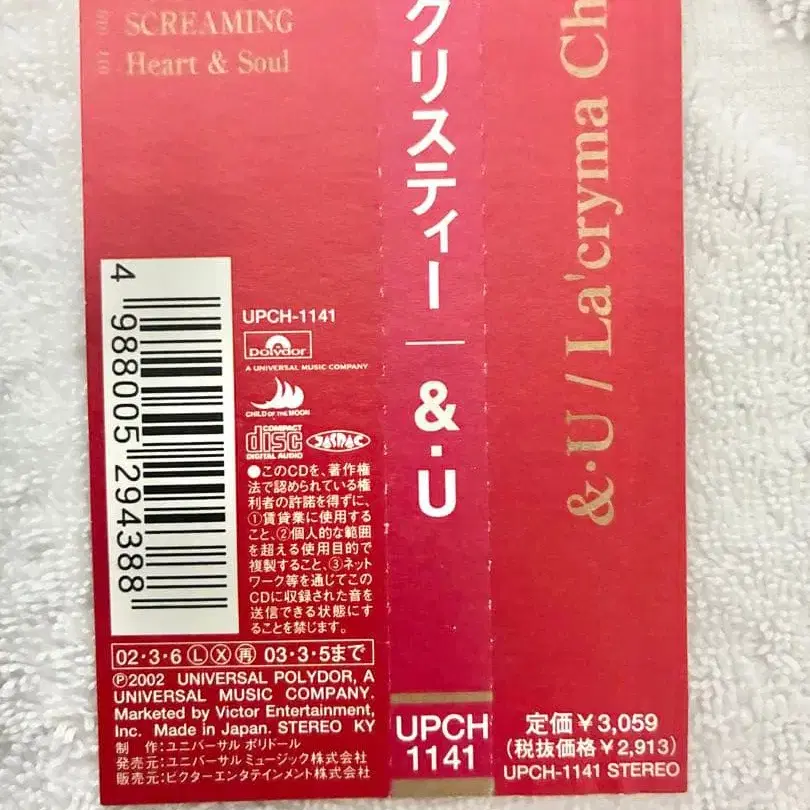 SCREAMING
Heart & Soul
4 988005 294388
UPCH-1141
Polydor
A UNIVERSAL MUSIC COMPANY
CHILD OF THE MOON
COMPACT
disc
DIGITAL AUDIO
JASRAC
●このCDを、著作権
法で認められている権
利者の許諾を得ずに、
①賃貸業に使用する
こと、②個人的な範囲
を超える使用目的で
複製すること、③ネット
ワーク等を通じてこの
CDに収録された音を
送信できる状態にす
ることを禁じます。
02・3・6ⓁⓍ㊢03・3・5まで
Ⓟ2002 UNIVERSAL POLYDOR, A
UNIVERSAL MUSIC COMPANY.
Marketed by Victor Entertainment,
Inc. Made in Japan. STEREO KY
制 作:ユニバーサル ポリドール
発売元:ユニバーサル ミュージック株式会社
販売元:ビクターエンタテインメント株式会社
クリスティー｜&・U
UPCH
1141
&・U / La'cryma Ch
定価￥3,059
(税抜価格￥2,913)
UPCH-1141 STEREO